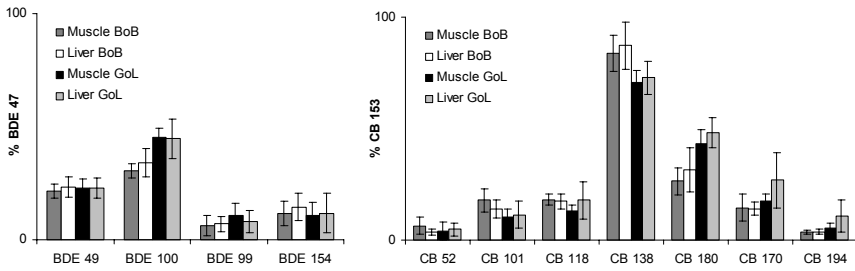 100
% BDE 47
0
Muscle BoB
Liver BoB
Muscle GoL
Liver GoL
BDE 49 BDE 100 BDE 99 BDE 154
100
% CB 153
0
Muscle BoB
Liver BoB
Muscle GoL
Liver GoL
CB 52 CB 101 CB 118 CB 138 CB 180 CB 170 CB 194